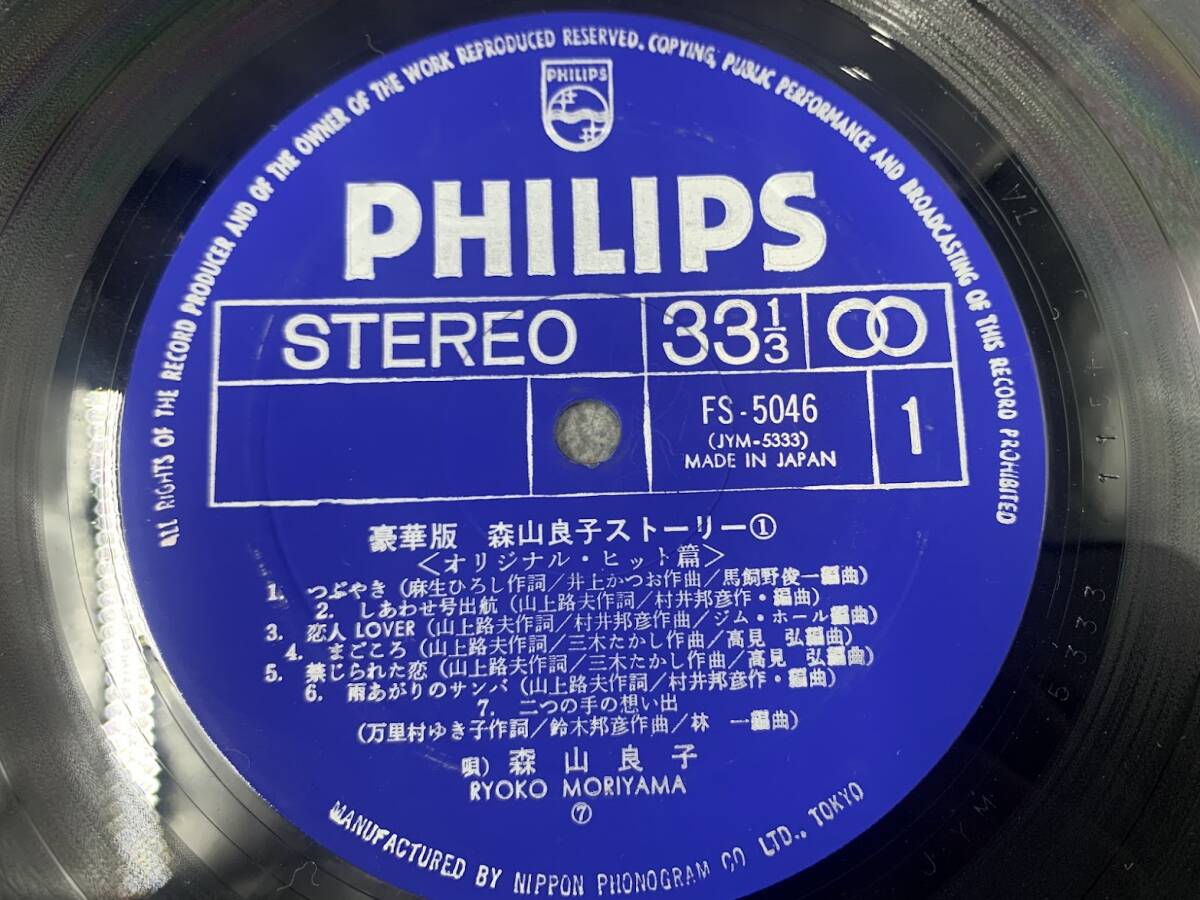 ALL RIGHTS OF THE RECORD PRODUCER AND OF THE OWNER OF THE WORK REPRODUCED RESERVED. COPYING, PUBLIC PERFORMANCE AND BROADCASTING OF THIS RECORD PROHIBITED
PHILIPS
PHILIPS
STEREO 33 1/3
FS-5046
(JYM-5333)
MADE IN JAPAN
1
豪華版 森山良子ストーリー①
<オリジナル・ヒット篇>
1. つぶやき (麻生ひろし作詞/井上かつお作曲/馬飼野俊一編曲)
2. しあわせ号出航 (山上路夫作詞/村井邦彦作・編曲)
3. 恋人 LOVER (山上路夫作詞/村井邦彦作曲/ジム・ホール編曲)
4. まごころ (山上路夫作詞/三木たかし作曲/高見 弘編曲)
5. 禁じられた恋 (山上路夫作詞/三木たかし作曲/高見 弘編曲)
6. 雨あがりのサンバ (山上路夫作詞/村井邦彦作・編曲)
7. 二つの手の想い出
(万里村ゆき子作詞/鈴木邦彦作曲/林 一編曲)
唄) 森山良子
RYOKO MORIYAMA
⑦
MANUFACTURED BY NIPPON PHONOGRAM CO LTD., TOKYO